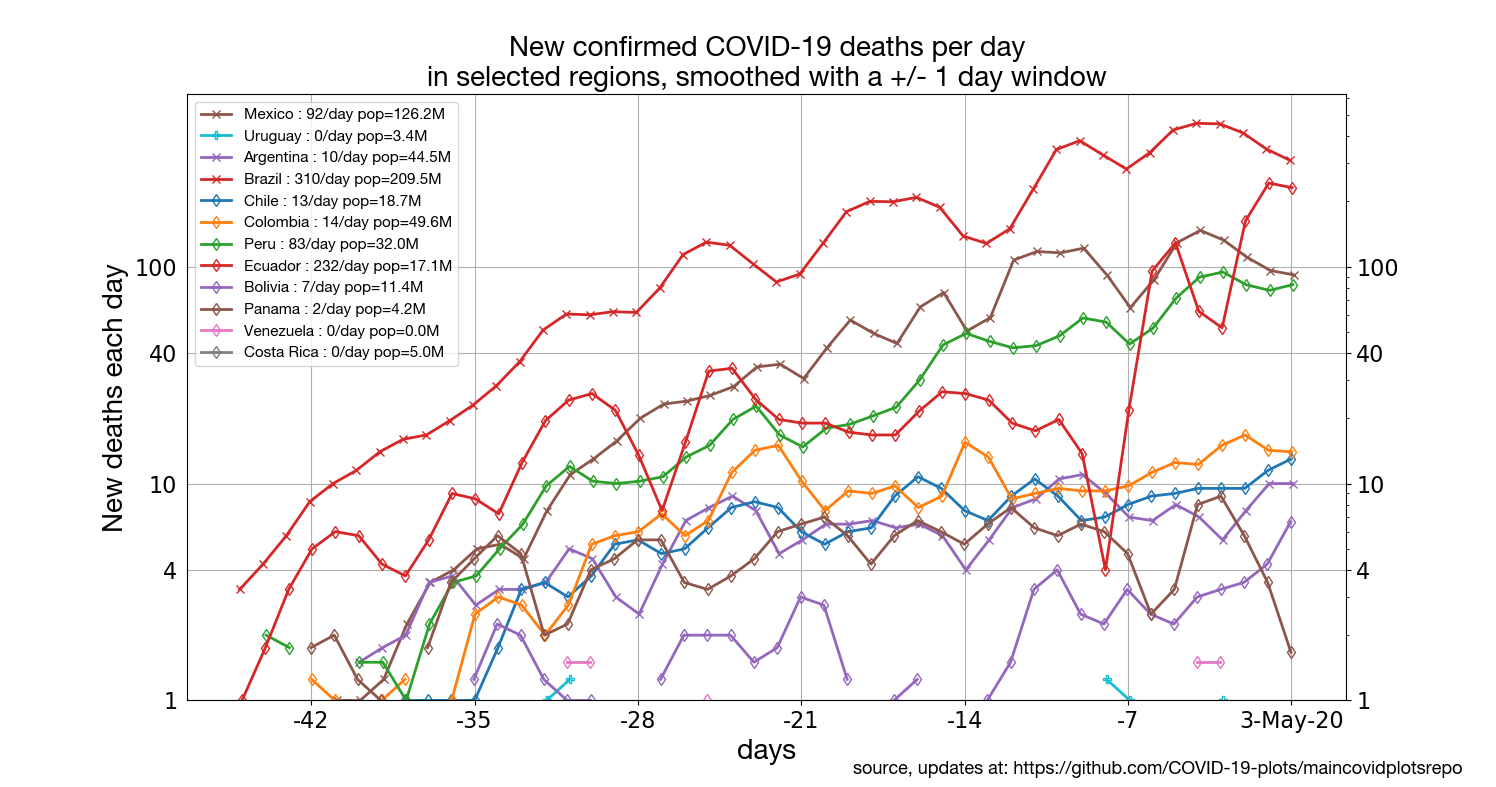 New confirmed COVID-19 deaths per day
in selected regions, smoothed with a +/- 1 day window
Mexico : 92/day pop=126.2M
Uruguay : 0/day pop=3.4M
Argentina : 10/day pop=44.5M
Brazil : 310/day pop=209.5M
Chile : 13/day pop=18.7M
Colombia : 14/day pop=49.6M
Peru : 83/day pop=32.0M
Ecuador : 232/day pop=17.1M
Bolivia : 7/day pop=11.4M
Panama : 2/day pop=4.2M
Venezuela : 0/day pop=0.0M
Costa Rica : 0/day pop=5.0M
New deaths each day
100 100
40 40
10 10
4 4
1 1
-42 -35 -28 -21 -14 -7 3-May-20
days
source, updates at: https://github.com/COVID-19-plots/maincovidplotsrepo